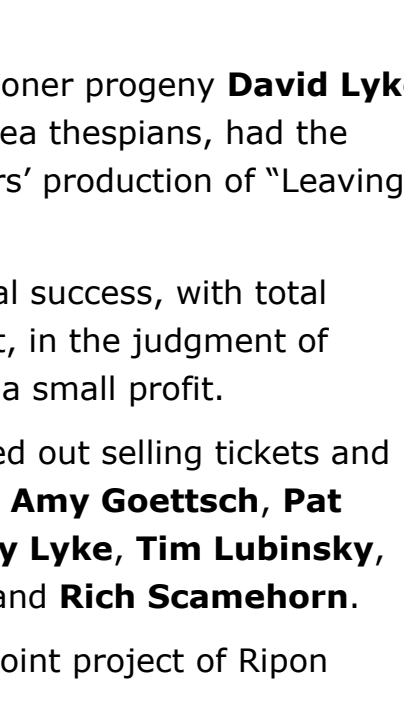 oner progeny David Lyk
ea thespians, had the
rs’ production of “Leaving
al success, with total
t, in the judgment of
a small profit.
ed out selling tickets and
Amy Goettsch, Pat
y Lyke, Tim Lubinsky,
and Rich Scamehorn.
oint project of Ripon